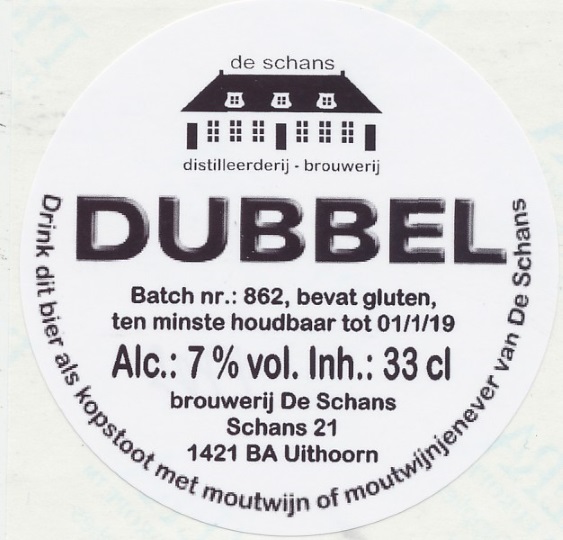 de schans
distilleerderij - brouwerij
DUBBEL
Batch nr.: 862, bevat gluten,
ten minste houdbaar tot 01/1/19
Alc.: 7 % vol. Inh.: 33 cl
brouwerij De Schans
Schans 21
1421 BA Uithoorn
Drink dit bier als kopstoot met moutwijn of moutwijnjenever van De Schans